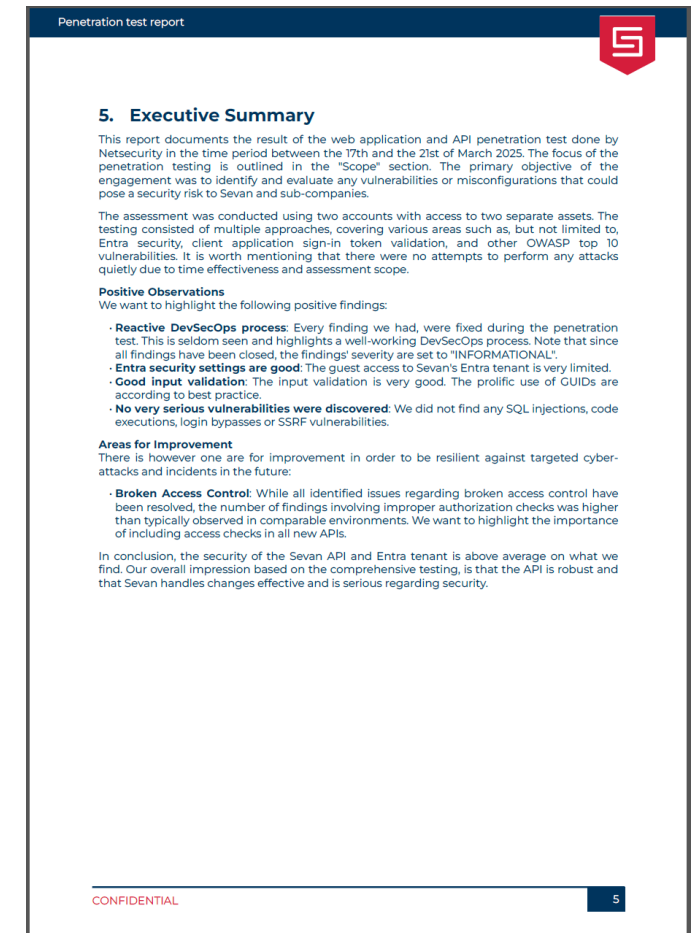 Penetration test report
5. Executive Summary
This report documents the result of the web application and API penetration test done by
Netsecurity in the time period between the 17th and the 21st of March 2025. The focus of the
penetration testing is outlined in the "Scope" section. The primary objective of the
engagement was to identify and evaluate any vulnerabilities or misconfigurations that could
pose a security risk to Sevan and sub-companies.
The assessment was conducted using two accounts with access to two separate assets. The
testing consisted of multiple approaches, covering various areas such as, but not limited to,
Entra security, client application sign-in token validation, and other OWASP top 10
vulnerabilities. It is worth mentioning that there were no attempts to perform any attacks
quietly due to time effectiveness and assessment scope.
Positive Observations
We want to highlight the following positive findings:
· Reactive DevSecOps process: Every finding we had, were fixed during the penetration
test. This is seldom seen and highlights a well-working DevSecOps process. Note that since
all findings have been closed, the findings' severity are set to "INFORMATIONAL".
· Entra security settings are good: The guest access to Sevan's Entra tenant is very limited.
· Good input validation: The input validation is very good. The prolific use of GUIDs are
according to best practice.
· No very serious vulnerabilities were discovered: We did not find any SQL injections, code
executions, login bypasses or SSRF vulnerabilities.
Areas for Improvement
There is however one are for improvement in order to be resilient against targeted cyber-
attacks and incidents in the future:
· Broken Access Control: While all identified issues regarding broken access control have
been resolved, the number of findings involving improper authorization checks was higher
than typically observed in comparable environments. We want to highlight the importance
of including access checks in all new APIs.
In conclusion, the security of the Sevan API and Entra tenant is above average on what we
find. Our overall impression based on the comprehensive testing, is that the API is robust and
that Sevan handles changes effective and is serious regarding security.
CONFIDENTIAL
5